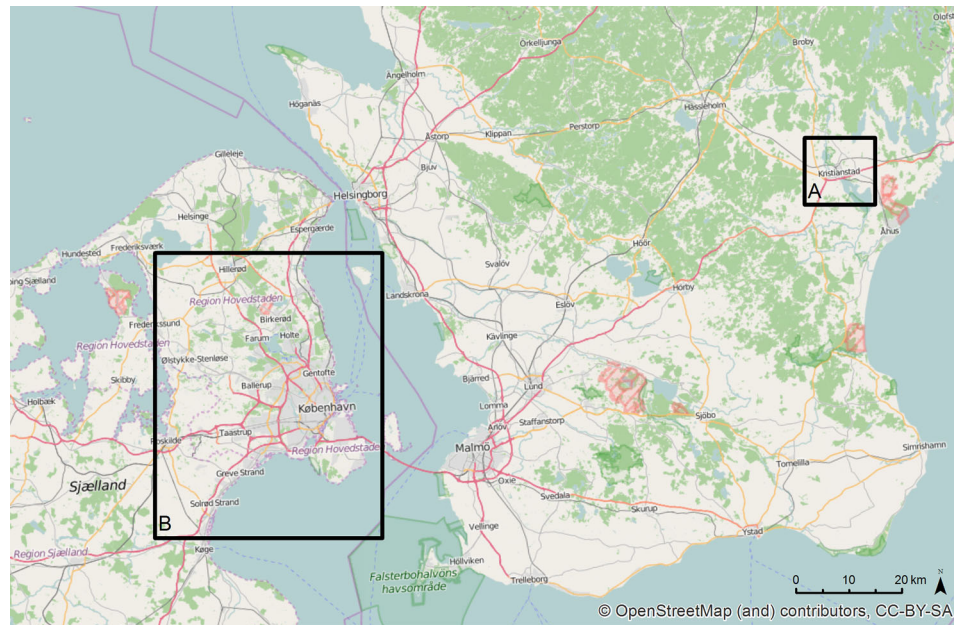 Olofst
Örkelljunga
Broby
Ängelholm
Höganäs
Hässleholm
Perstorp
Klippan
Åstorp
Gilleleje
Bjuv
Kristianstad
A
Helsingborg
Helsinge
Espergærde
Åhus
Frederiksværk
Höör
Hundested
Hillerød
Svalöv
ping Sjælland
Hörby
Landskrona
Region Hovedstaden
Eslöv
Birkerød
Frederikssund
Holte
Kävlinge
Farum
Region Hovedstaden
Ølstykke-Stenløse
Gentofte
Skibby
Ballerup
Bjärred
Lund
Holbæk
København
Lomma
Sjöbo
Arlöv
Staffanstorp
Taastrup
Roskilde
Malmö
Simrishamn
Region Hovedstaden
Tomelilla
Greve Strand
Oxie
Sjælland
Svedala
Solrød Strand
Skurup
B
Vellinge
Ystad
Køge
Region Sjælland
Höllviken
Falsterbohalvöns
havsområde
Trelleborg
N
0 10 20 km
© OpenStreetMap (and) contributors, CC-BY-SA